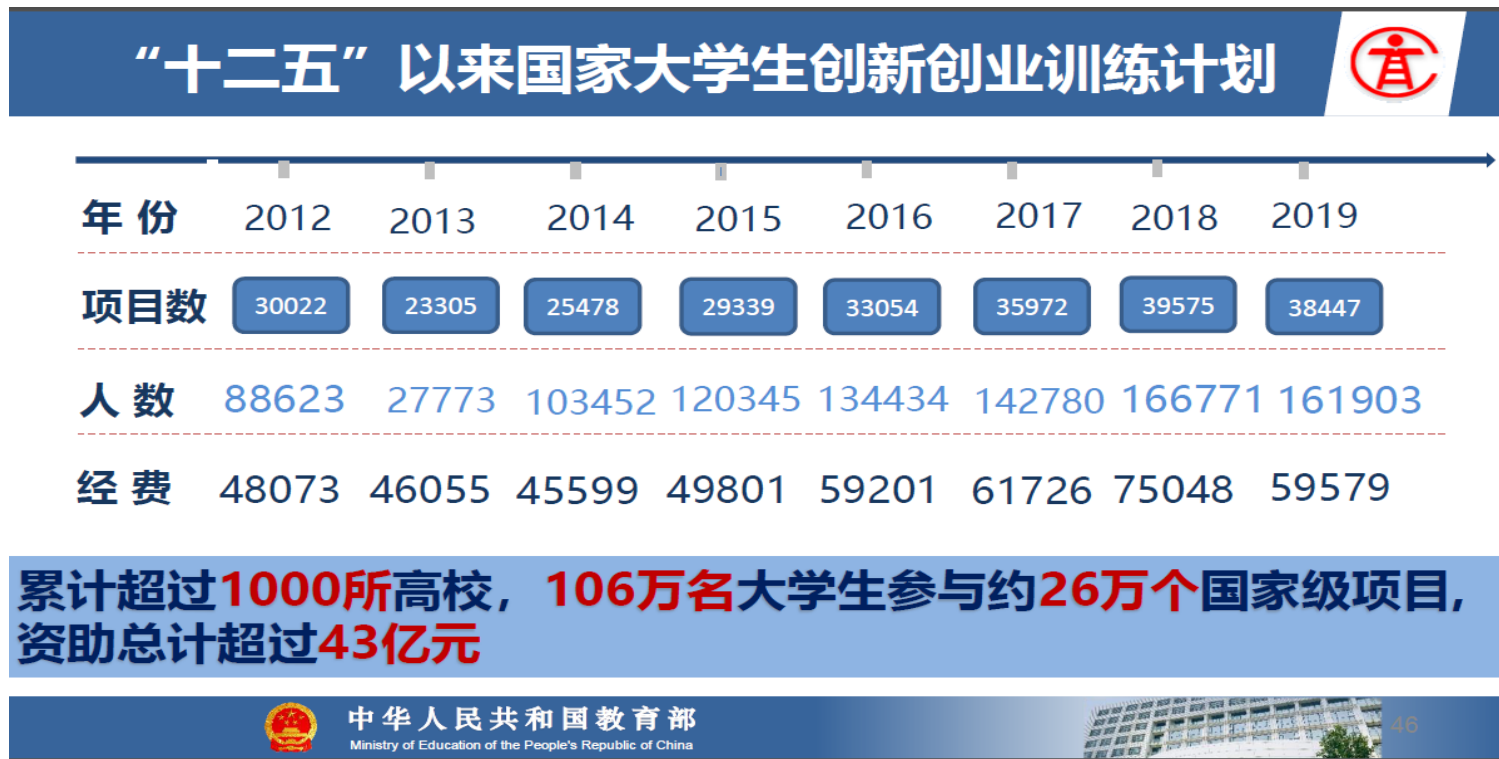 “十二五”以来国家大学生创新创业训练计划
年 份 2012 2013 2014 2015 2016 2017 2018 2019
项目数 30022 23305 25478 29339 33054 35972 39575 38447
人 数 88623 27773 103452 120345 134434 142780 166771 161903
经 费 48073 46055 45599 49801 59201 61726 75048 59579
累计超过1000所高校，106万名大学生参与约26万个国家级项目,
资助总计超过43亿元
中华人民共和国教育部
Ministry of Education of the People's Republic of China
46